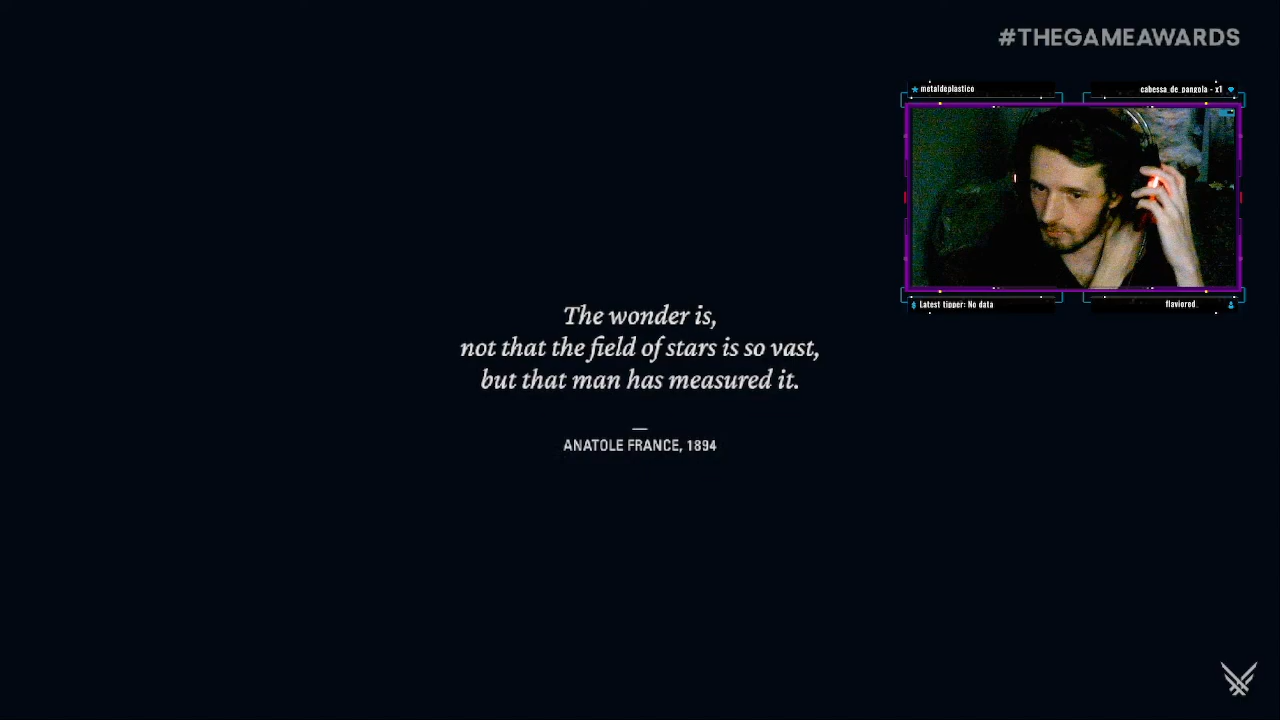 #THEGAMEAWARDS
metaldeplastico
cabessa_de_pangola - x1
Latest tipper: No data
flaviored
The wonder is,
not that the field of stars is so vast,
but that man has measured it.
—
ANATOLE FRANCE, 1894